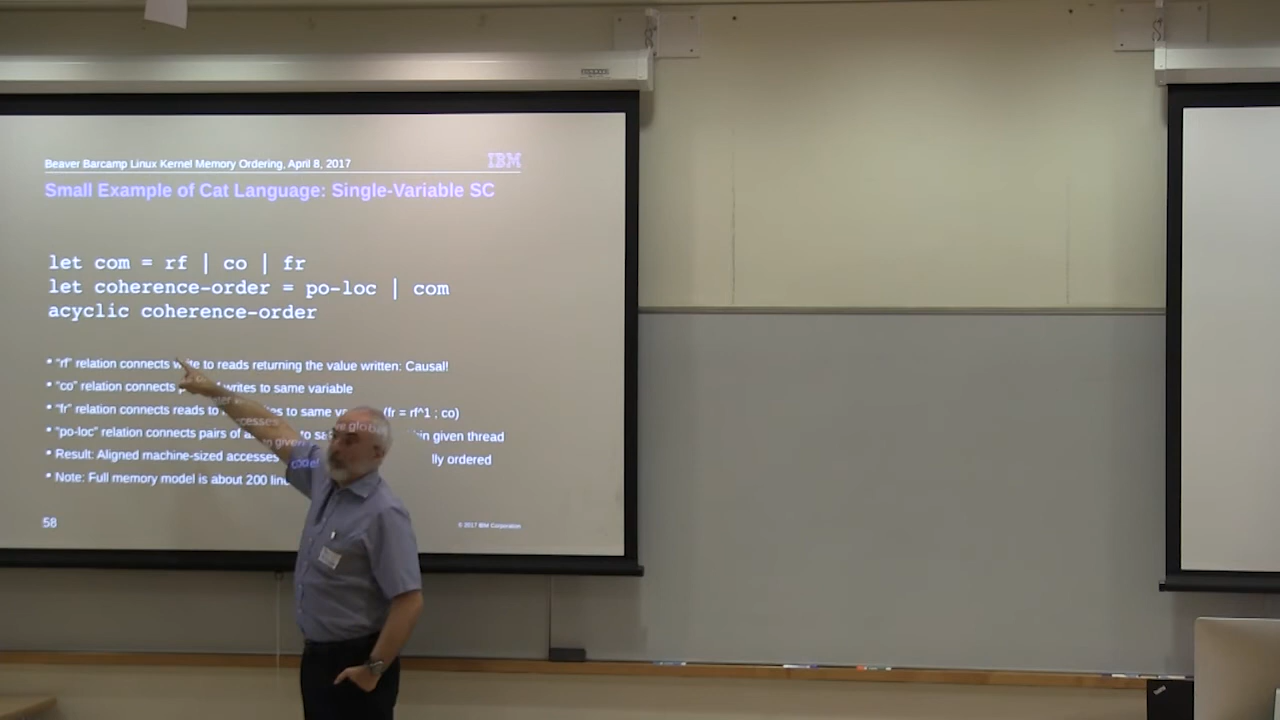 Beaver Barcamp Linux Kernel Memory Ordering, April 8, 2017
IBM
Small Example of Cat Language: Single-Variable SC
let com = rf | co | fr
let coherence-order = po-loc | com
acyclic coherence-order
• "rf" relation connects write to reads returning the value written: Causal!
• "co" relation connects writes to same variable
• "fr" relation connects reads to to same (fr = rf^1 ; co)
• "po-loc" relation connects pairs of to given thread
• Result: Aligned machine-sized accesses ordered
• Note: Full memory model is about 200
58
© 2017 IBM Corporation